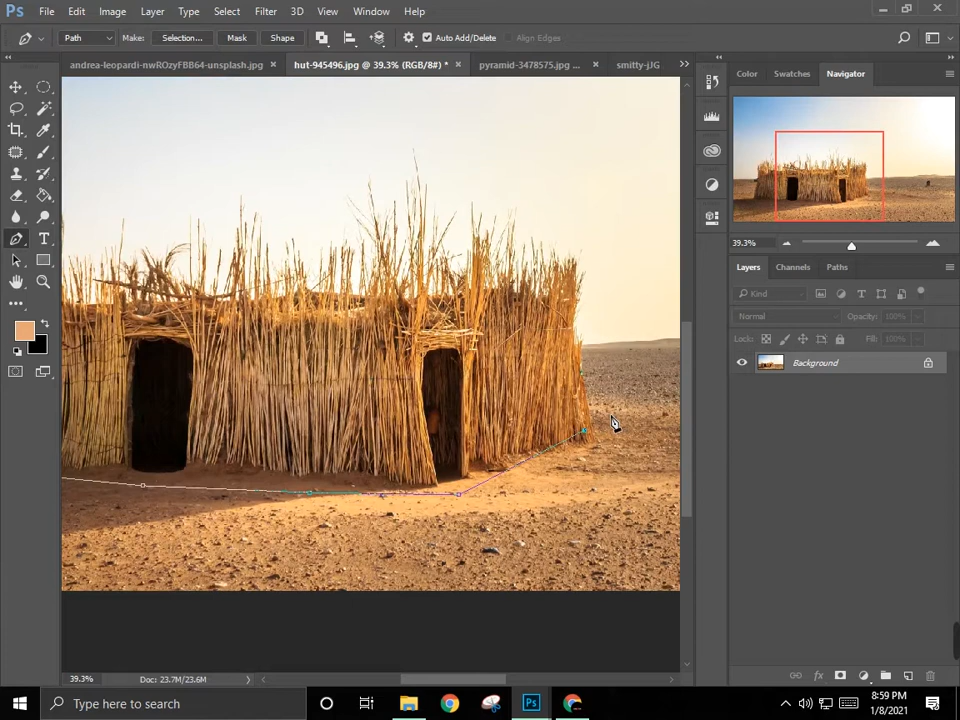 Ps File Edit Image Layer Type Select Filter 3D View Window Help
Path Make: Selection... Mask Shape Auto Add/Delete Align Edges
andrea-leopardi-nwROzyFBB64-unsplash.jpg hut-945496.jpg @ 39.3% (RGB/8#) * pyramid-3478575.jpg ... smitty-jJG
Color Swatches Navigator
39.3%
Layers Channels Paths
Kind
Normal Opacity: 100%
Lock: Fill: 100%
Background
39.3% Doc: 23.7M/23.6M
Type here to search
Ps
8:59 PM
1/8/2021